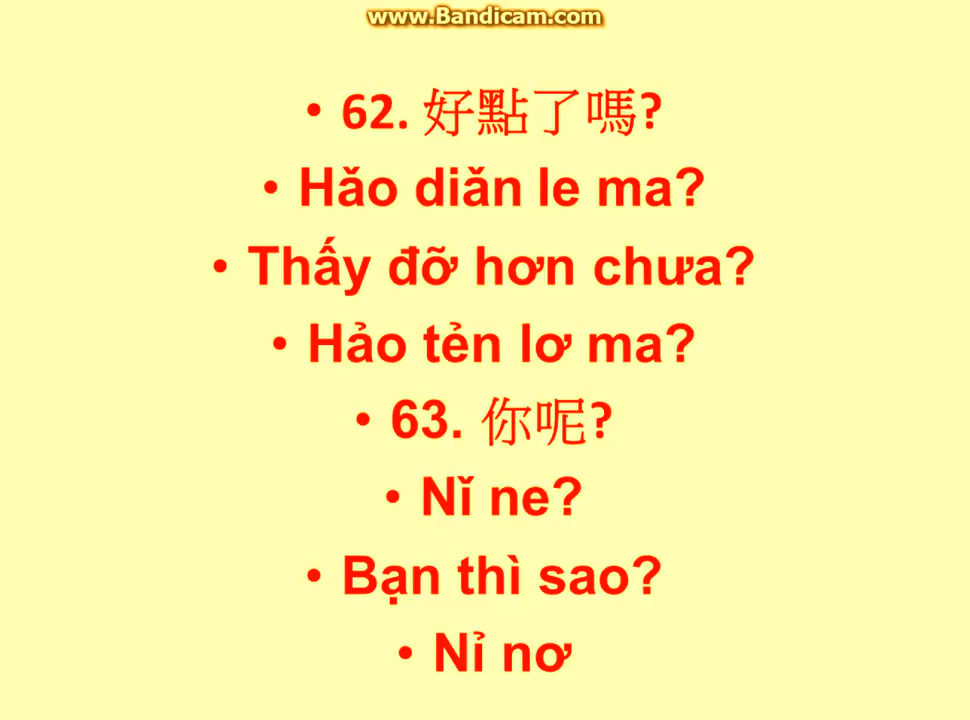 www.Bandicam.com
• 62. 好點了嗎?
• Hǎo diǎn le ma?
• Thấy đỡ hơn chưa?
• Hảo tẻn lơ ma?
• 63. 你呢?
• Nǐ ne?
• Bạn thì sao?
• Nỉ nơ